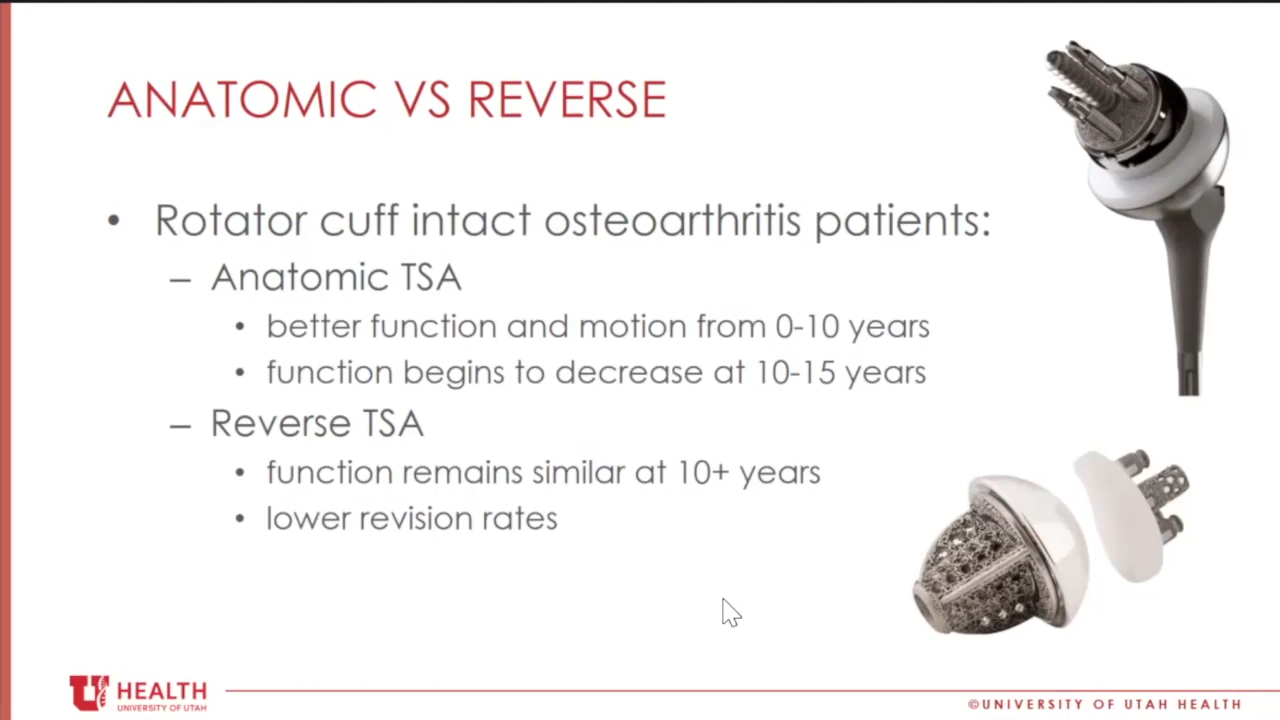 ANATOMIC VS REVERSE
• Rotator cuff intact osteoarthritis patients:
– Anatomic TSA
• better function and motion from 0-10 years
• function begins to decrease at 10-15 years
– Reverse TSA
• function remains similar at 10+ years
• lower revision rates
U HEALTH
UNIVERSITY OF UTAH
©UNIVERSITY OF UTAH HEALTH